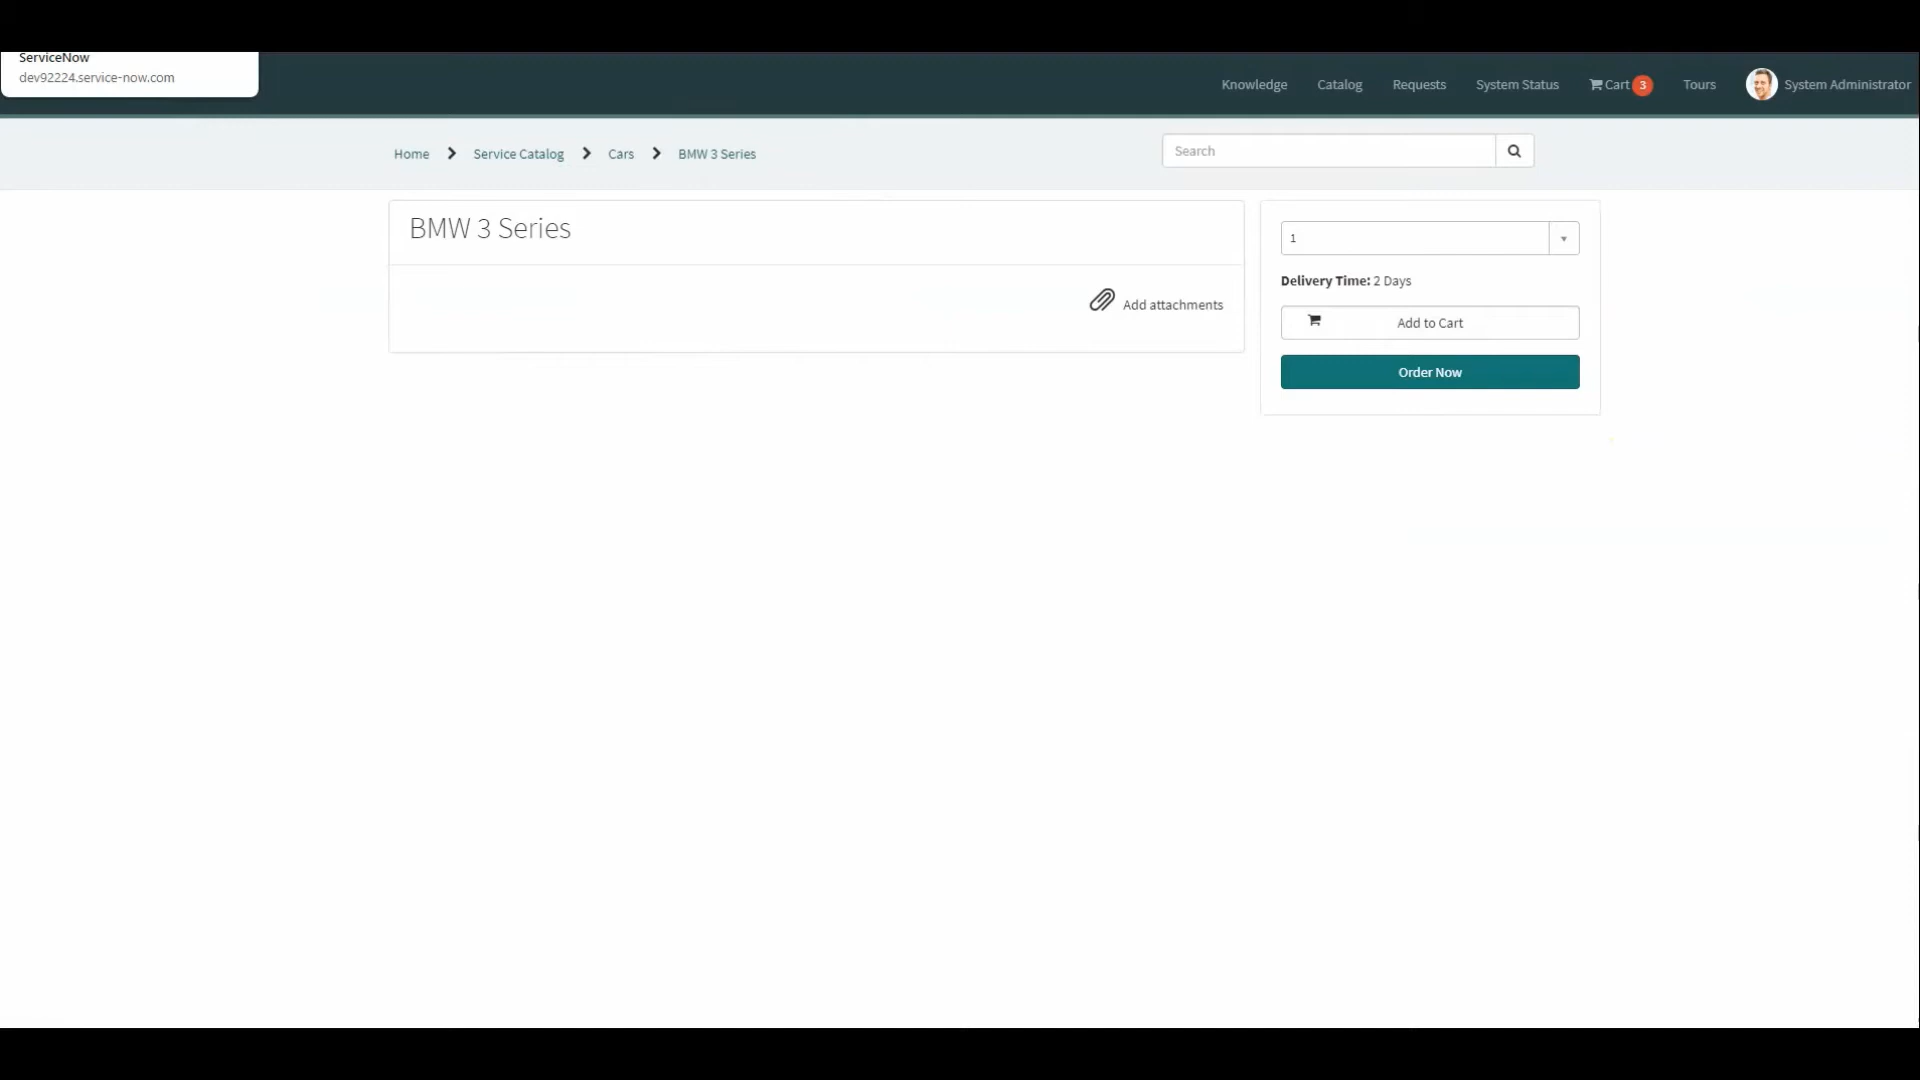 ServiceNow
dev92224.service-now.com
Knowledge Catalog Requests System Status Cart 3 Tours System Administrator
Home Service Catalog Cars BMW 3 Series
Search
BMW 3 Series
Add attachments
1
Delivery Time: 2 Days
Add to Cart
Order Now